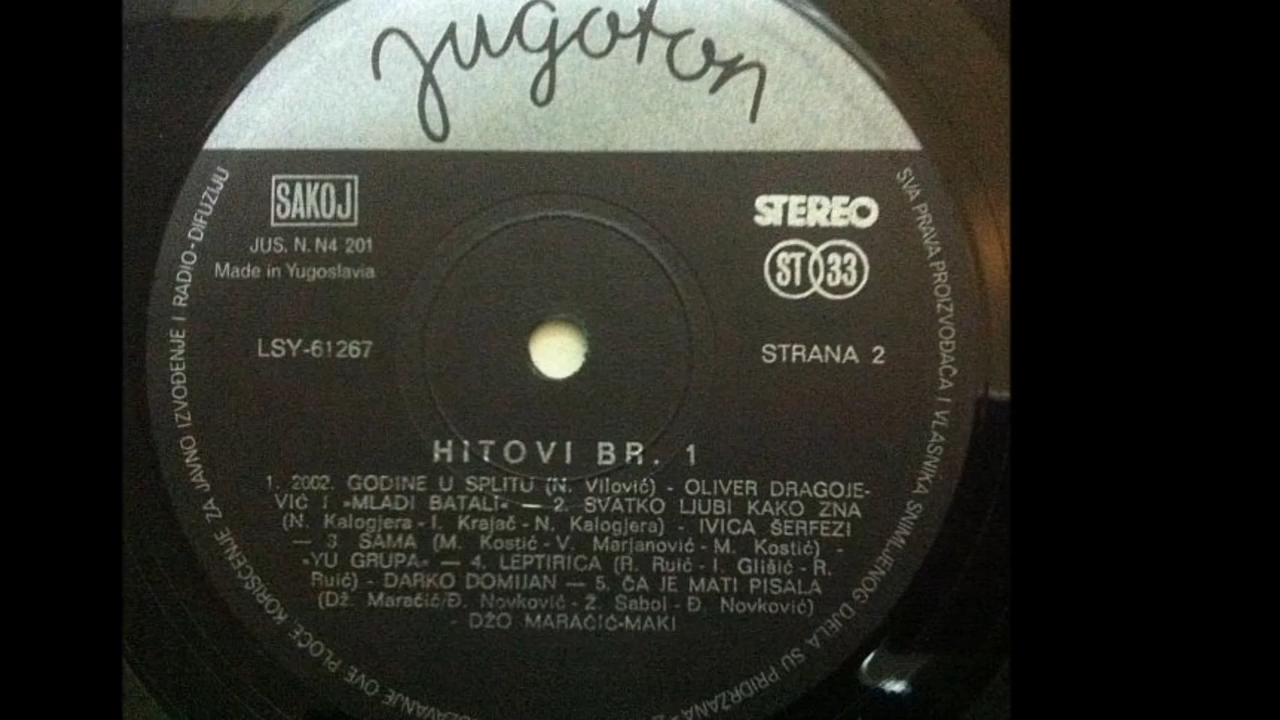 jugoton
SAKOJ
JUS. N. N4 201
Made in Yugoslavia
LSY-61267
STEREO
ST 33
STRANA 2
HITOVI BR. 1
1. 2002. GODINE U SPLITU (N. Vilović) - OLIVER DRAGOJE-
VIĆ I »MLADI BATALI« — 2. SVATKO LJUBI KAKO ZNA
(N. Kalogjera - I. Krajač - N. Kalogjera) - IVICA ŠERFEZI
— 3 SAMA (M. Kostić - V. Marjanović - M. Kostić) -
»YU GRUPA« — 4. LEPTIRICA (R. Ruić - I. Glišić - R.
Ruić) - DARKO DOMIJAN — 5. ČA JE MATI PISALA
(Dž. Maračić/Đ. Novković - Ž. Sabol - Đ. Novković)
- DŽO MARAČIĆ-MAKI
SVA PRAVA PROIZVOĐAČA I VLASNIKA SNIMLJENOG DJELA SU PRIDRŽANA
KORIŠĆENJE ZA JAVNO IZVOĐENJE I RADIO-DIFUZIJU
OVE PLOČE